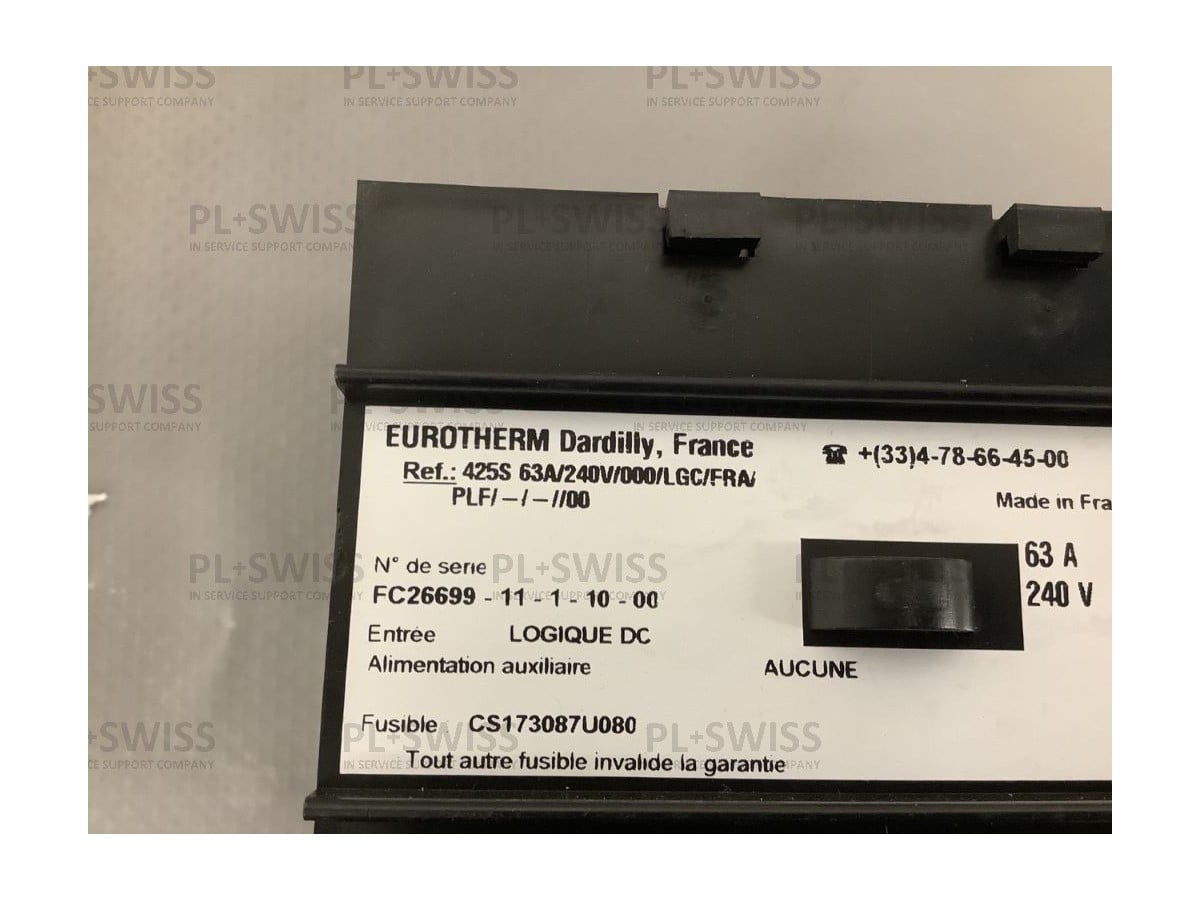 EUROTHERM Dardilly, France
+(33)4-78-66-45-00
Ref.: 425S 63A/240V/000/LGC/FRA/
PLF/–/–//00
Made in Fra
63 A
240 V
N° de serie
FC26699 - 11 - 1 - 10 - 00
Entrée LOGIQUE DC
Alimentation auxiliaire AUCUNE
Fusible CS173087U080
Tout autre fusible invalide la garantie
PL+SWISS
IN SERVICE SUPPORT COMPANY